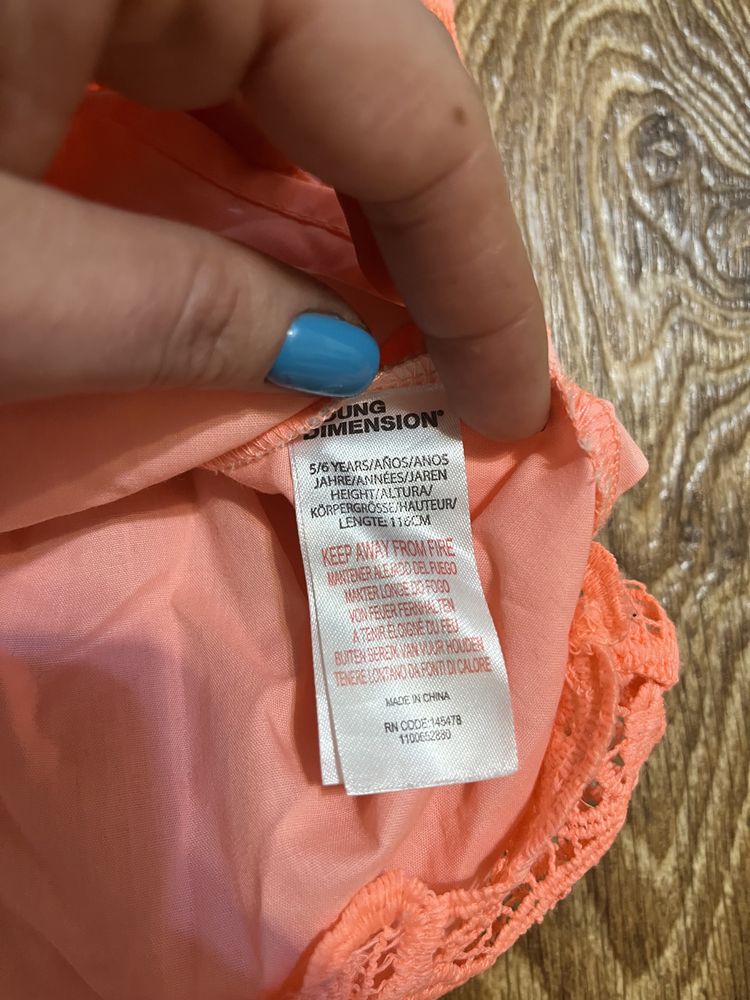 OUNG
DIMENSION®
5/6 YEARS/AÑOS/ANOS
JAHRE/ANNÉES/JAREN
HEIGHT/ALTURA/
KÖRPERGRÖSSE/HAUTEUR/
LENGTE: 116CM
KEEP AWAY FROM FIRE
MANTENER ALEJADO DEL FUEGO
MANTER LONGE DO FOGO
VON FEUER FERNHALTEN
A TENIR ÉLOIGNÉ DU FEU
BUITEN BEREIK VAN VUUR HOUDEN
TENERE LONTANO DA FONTI DI CALORE
MADE IN CHINA
RN CODE:145478
1100652880